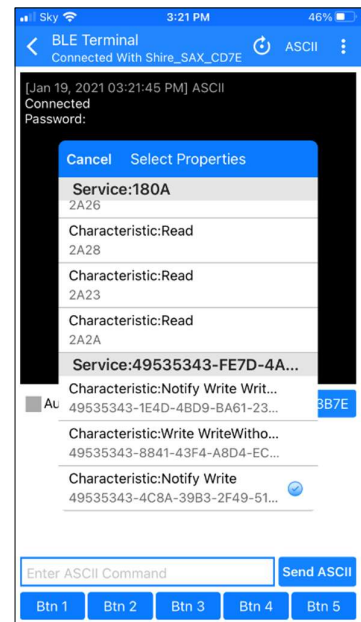 Sky 3:21 PM 46%
BLE Terminal
Connected With Shire_SAX_CD7E
ASCII
[Jan 19, 2021 03:21:45 PM] ASCII
Connected
Password:
Cancel Select Properties
Service:180A
2A26
Characteristic:Read
2A28
Characteristic:Read
2A23
Characteristic:Read
2A2A
Service:49535343-FE7D-4A...
Characteristic:Notify Write Writ...
49535343-1E4D-4BD9-BA61-23...
Characteristic:Write WriteWitho...
49535343-8841-43F4-A8D4-EC...
Characteristic:Notify Write
49535343-4C8A-39B3-2F49-51...
Au
3B7E
Enter ASCII Command
Send ASCII
Btn 1 Btn 2 Btn 3 Btn 4 Btn 5